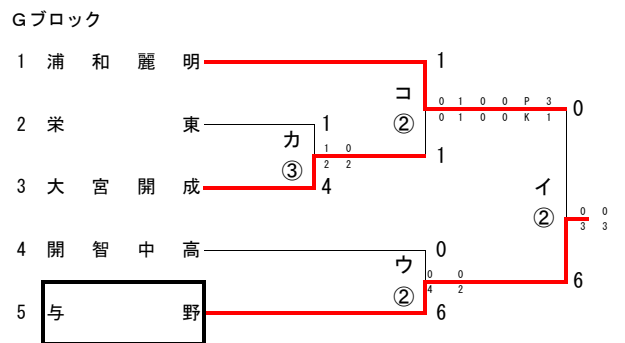 Gブロック
1 浦和麗明 1
コ 0 1 0 0 P 3 0
2 栄東 1 ② 0 1 0 0 K 1
カ 1 0 1
③ 2 2
3 大宮開成 4 イ
② 0 0
3 3
4 開智中高 0
ウ 0 0
② 4 2 6
5 与野 6